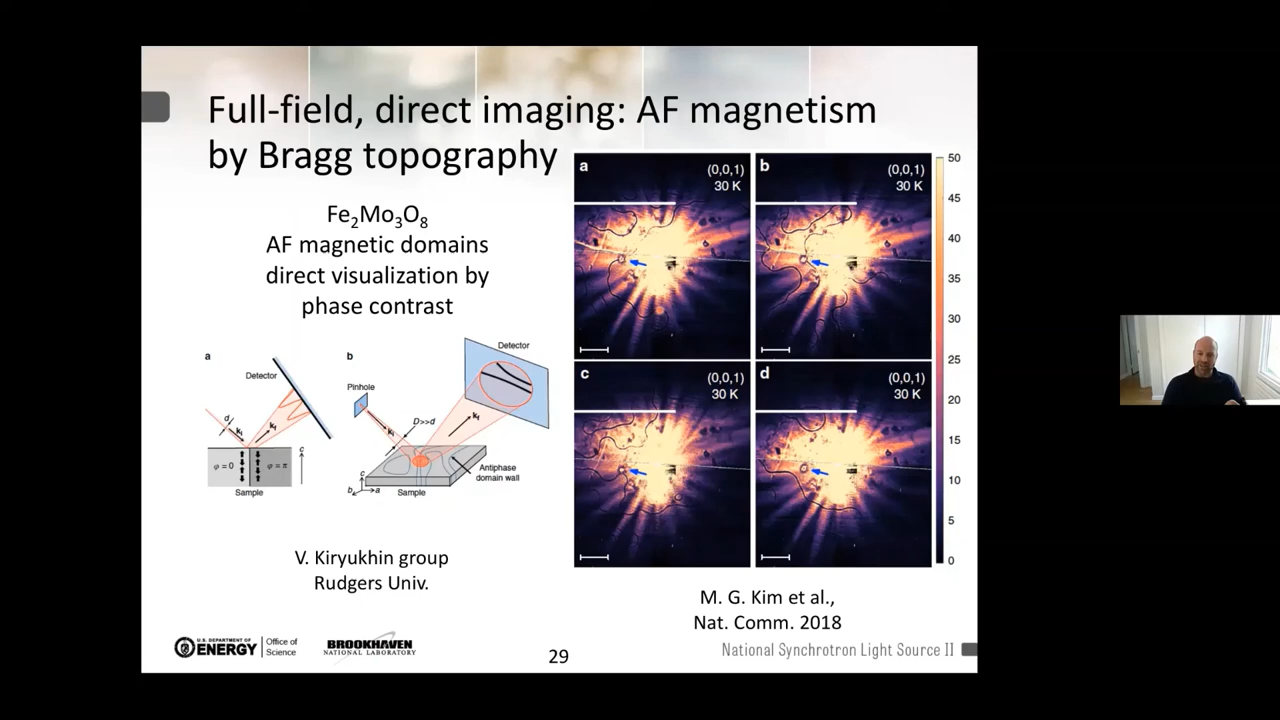 Full-field, direct imaging: AF magnetism
by Bragg topography
Fe₂Mo₃O₈
AF magnetic domains
direct visualization by
phase contrast
a
Detector
d
kᵢ
k_f
φ = 0
φ = π
c
Sample
b
Detector
Pinhole
kᵢ
D>>d
k_f
Antiphase
domain wall
c
b
a
Sample
V. Kiryukhin group
Rudgers Univ.
a
(0,0,1)
30 K
b
(0,0,1)
30 K
c
(0,0,1)
30 K
d
(0,0,1)
30 K
50
45
40
35
30
25
20
15
10
5
0
M. G. Kim et al.,
Nat. Comm. 2018
U.S. DEPARTMENT OF
ENERGY
Office of
Science
BROOKHAVEN
NATIONAL LABORATORY
29
National Synchrotron Light Source II